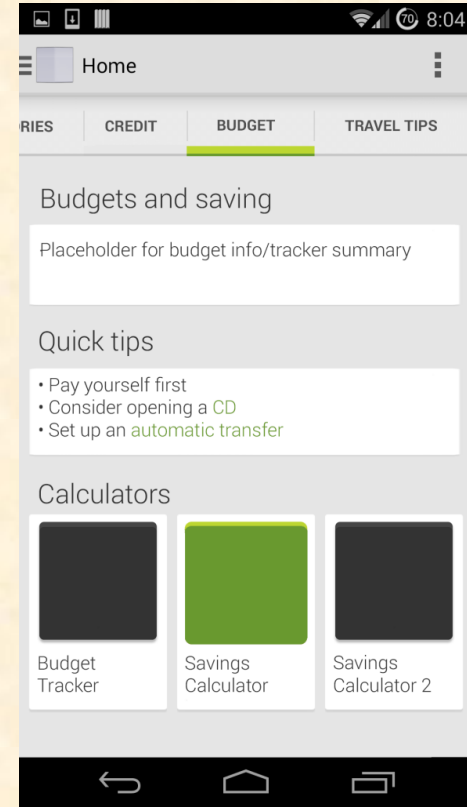 70 8:04
Home
RIES CREDIT BUDGET TRAVEL TIPS
Budgets and saving
Placeholder for budget info/tracker summary
Quick tips
• Pay yourself first
• Consider opening a CD
• Set up an automatic transfer
Calculators
Budget Tracker
Savings Calculator
Savings Calculator 2